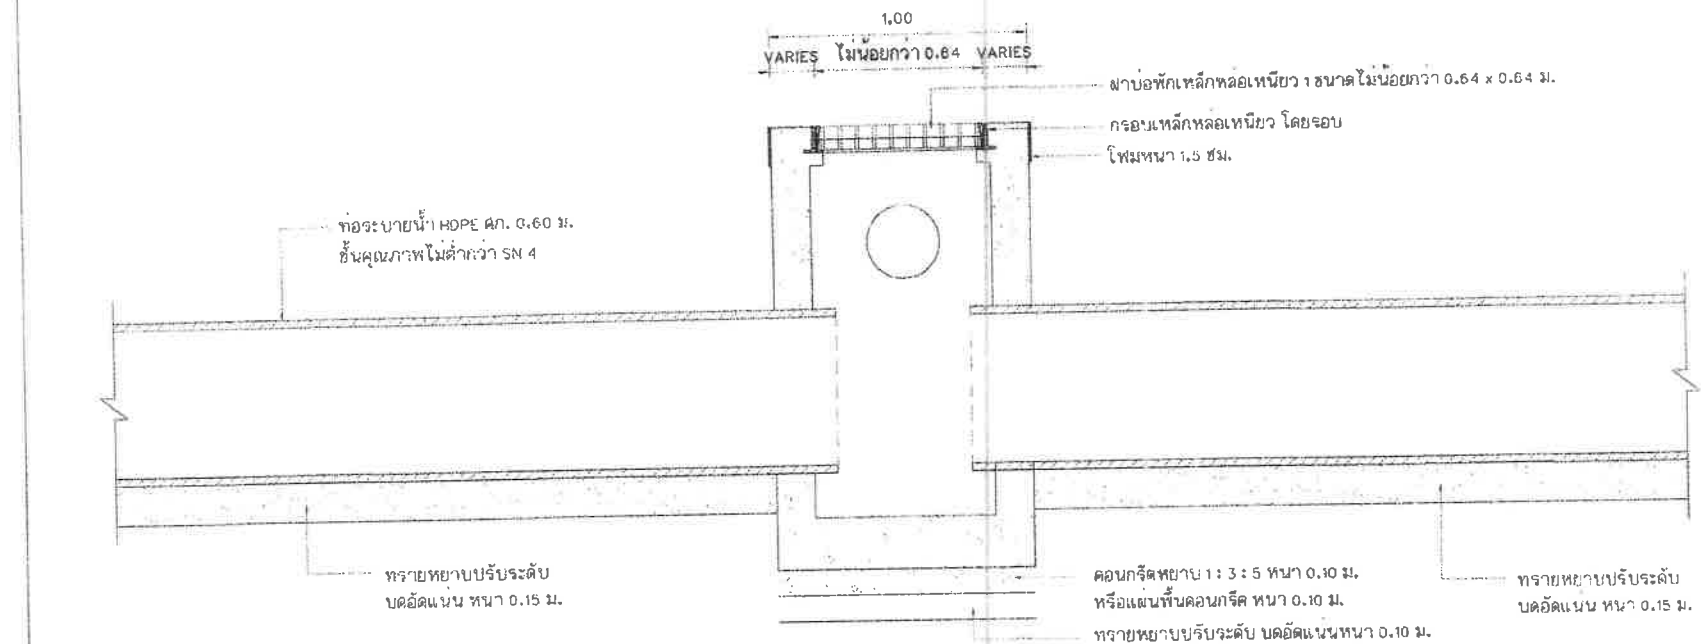 1.00
VARIES ไม่น้อยกว่า 0.64 VARIES
ฝาบ่อพักเหล็กหล่อเหนียว 1 ขนาดไม่น้อยกว่า 0.64 x 0.64 ม.
กรอบเหล็กหล่อเหนียว โดยรอบ
โฟมหนา 1.5 ซม.
ท่อระบายน้ำ HDPE ศก. 0.60 ม.
ชั้นคุณภาพไม่ต่ำกว่า SN 4
ทรายหยาบปรับระดับ
บดอัดแน่น หนา 0.15 ม.
คอนกรีตหยาบ 1 : 3 : 5 หนา 0.10 ม.
หรือแผ่นพื้นคอนกรีต หนา 0.10 ม.
ทรายหยาบปรับระดับ บดอัดแน่นหนา 0.10 ม.
ทรายหยาบปรับระดับ
บดอัดแน่น หนา 0.15 ม.